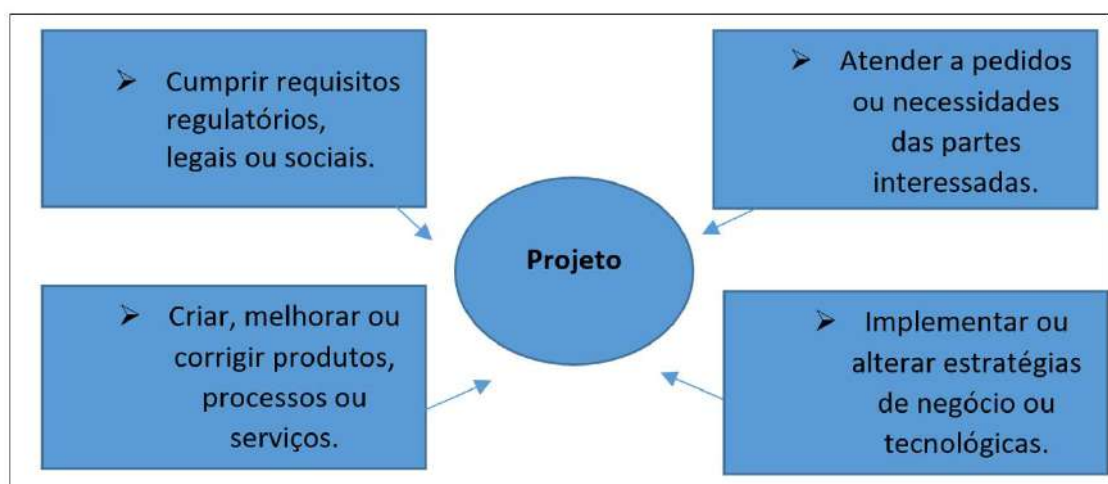 ➤ Cumprir requisitos
regulatórios,
legais ou sociais.
➤ Atender a pedidos
ou necessidades
das partes
interessadas.
Projeto
➤ Criar, melhorar ou
corrigir produtos,
processos ou
serviços.
➤ Implementar ou
alterar estratégias
de negócio ou
tecnológicas.